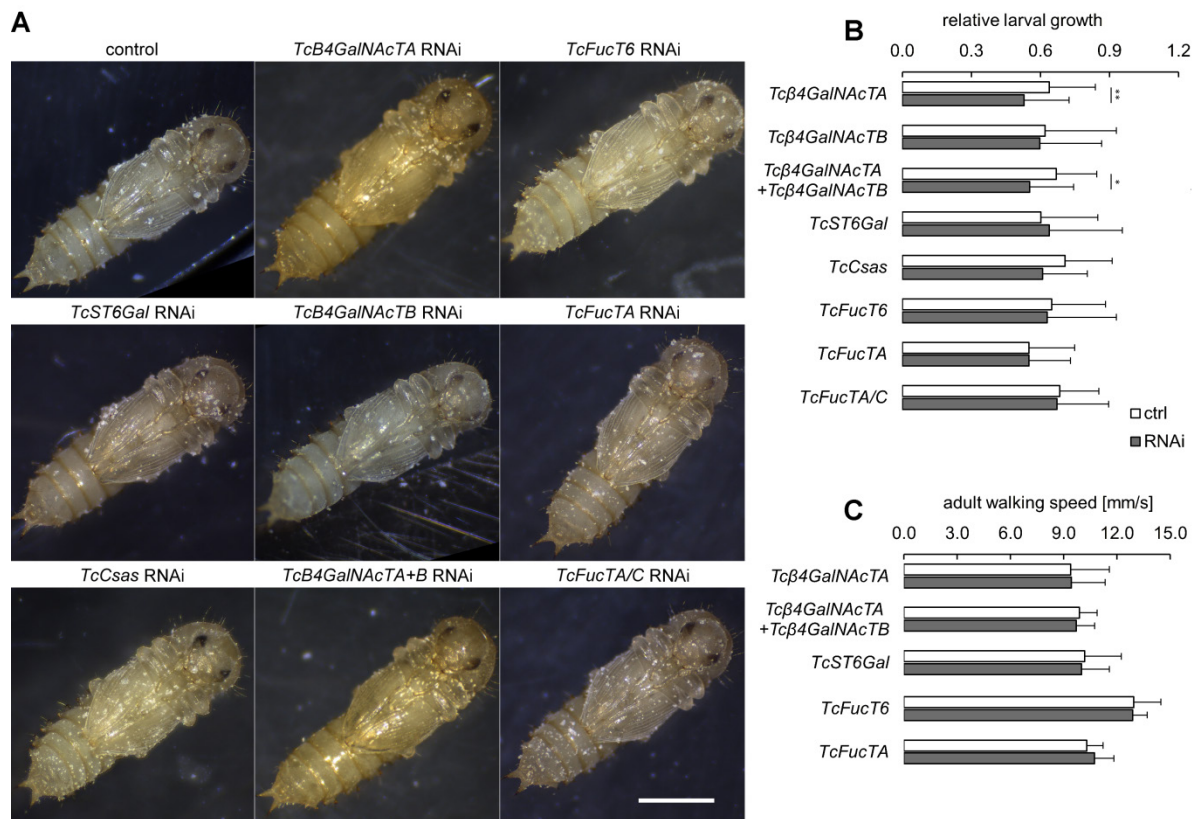 A
control
TcB4GalNAcTA RNAi
TcFucT6 RNAi
TcST6Gal RNAi
TcB4GalNAcTB RNAi
TcFucTA RNAi
TcCsas RNAi
TcB4GalNAcTA+B RNAi
TcFucTA/C RNAi
B
relative larval growth
0.0 0.3 0.6 0.9 1.2
Tcβ4GalNAcTA
**
Tcβ4GalNAcTB
Tcβ4GalNAcTA
+Tcβ4GalNAcTB
*
TcST6Gal
TcCsas
TcFucT6
TcFucTA
TcFucTA/C
ctrl
RNAi
C
adult walking speed [mm/s]
0.0 3.0 6.0 9.0 12.0 15.0
Tcβ4GalNAcTA
Tcβ4GalNAcTA
+Tcβ4GalNAcTB
TcST6Gal
TcFucT6
TcFucTA